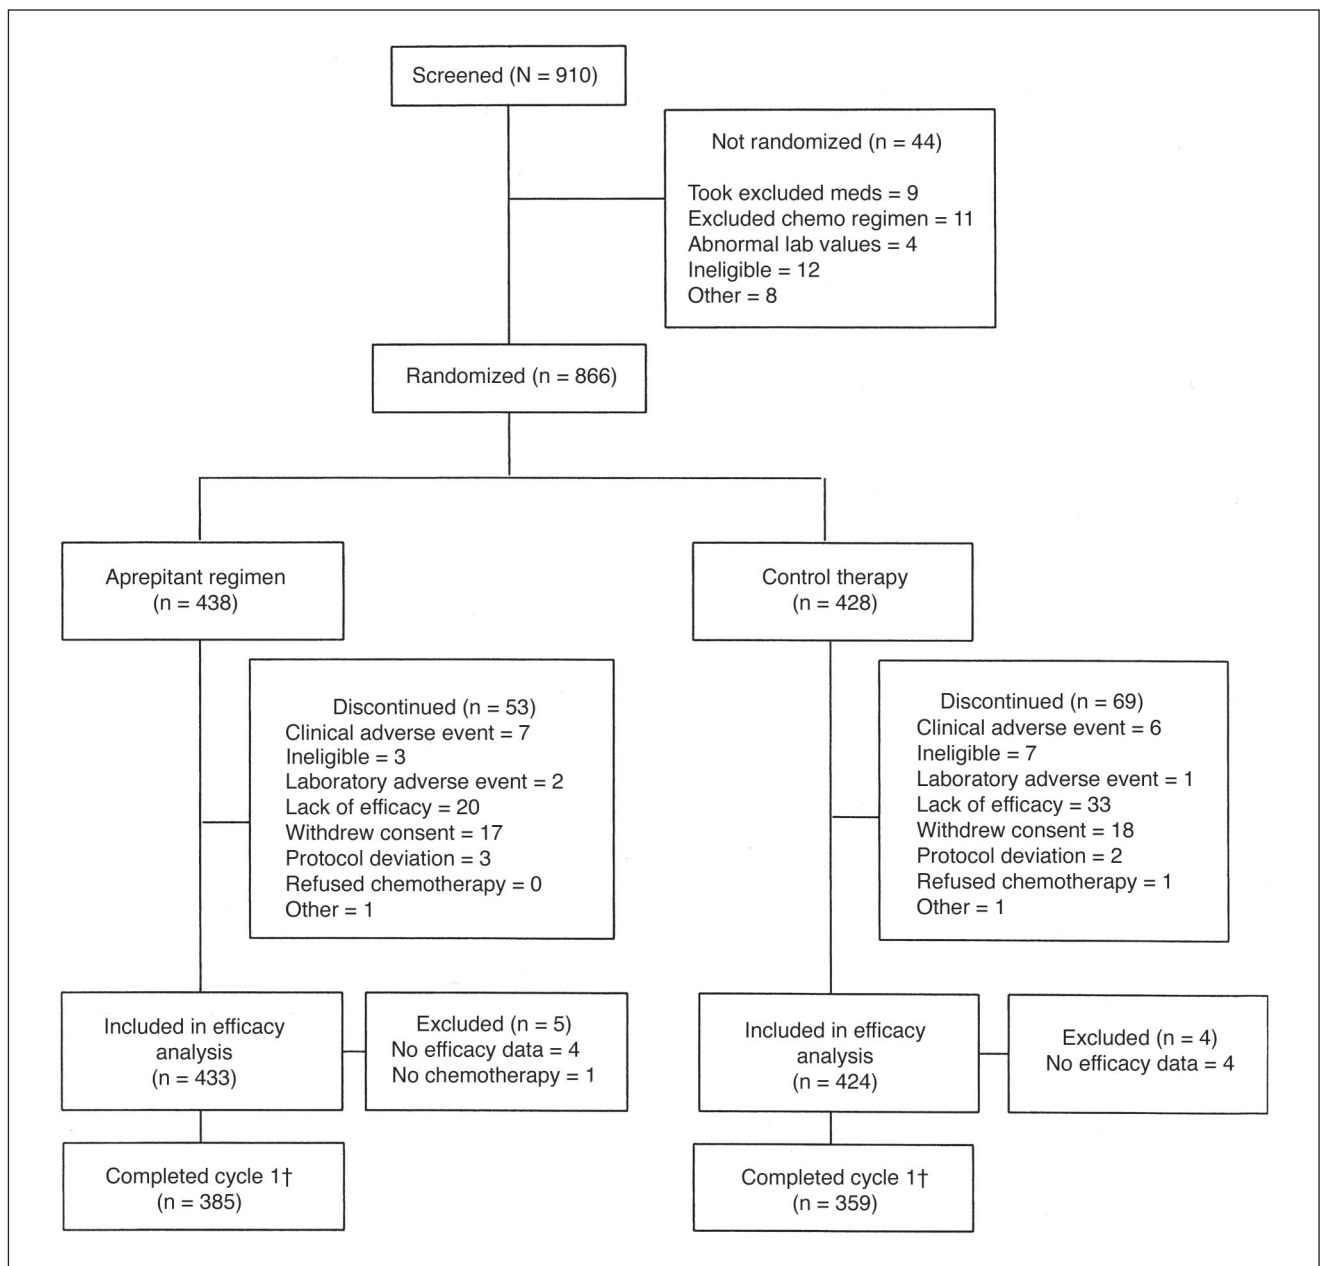 Screened (N = 910)
Not randomized (n = 44)
Took excluded meds = 9
Excluded chemo regimen = 11
Abnormal lab values = 4
Ineligible = 12
Other = 8
Randomized (n = 866)
Aprepitant regimen
(n = 438)
Control therapy
(n = 428)
Discontinued (n = 53)
Clinical adverse event = 7
Ineligible = 3
Laboratory adverse event = 2
Lack of efficacy = 20
Withdrew consent = 17
Protocol deviation = 3
Refused chemotherapy = 0
Other = 1
Discontinued (n = 69)
Clinical adverse event = 6
Ineligible = 7
Laboratory adverse event = 1
Lack of efficacy = 33
Withdrew consent = 18
Protocol deviation = 2
Refused chemotherapy = 1
Other = 1
Included in efficacy
analysis
(n = 433)
Excluded (n = 5)
No efficacy data = 4
No chemotherapy = 1
Included in efficacy
analysis
(n = 424)
Excluded (n = 4)
No efficacy data = 4
Completed cycle 1†
(n = 385)
Completed cycle 1†
(n = 359)